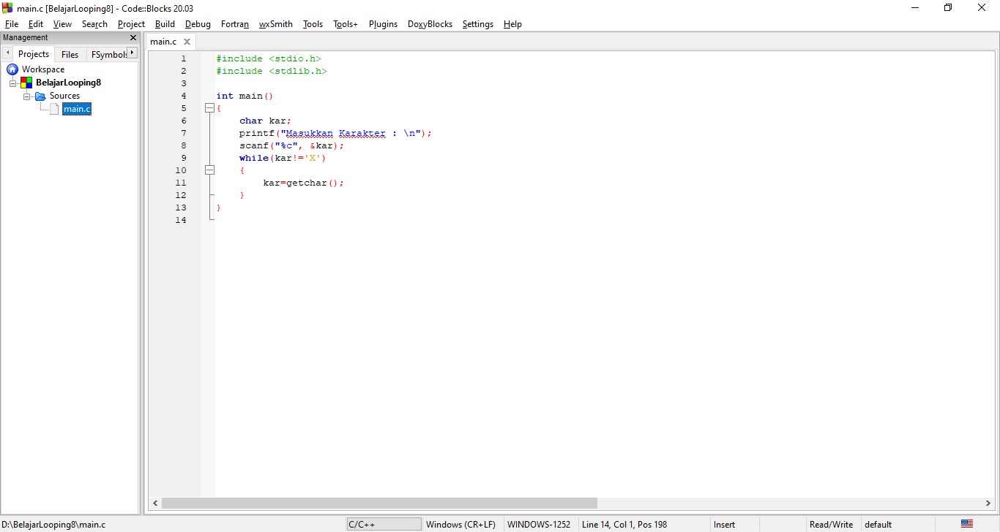 main.c [BelajarLooping8] - Code::Blocks 20.03
File Edit View Search Project Build Debug Fortran wxSmith Tools Tools+ Plugins DoxyBlocks Settings Help
Management
Projects Files FSymbols
Workspace
BelajarLooping8
Sources
main.c
main.c
1 #include <stdio.h>
2 #include <stdlib.h>
3
4 int main()
5 {
6     char kar;
7     printf("Masukkan Karakter : \n");
8     scanf("%c", &kar);
9     while(kar!='X')
10     {
11         kar=getchar();
12     }
13 }
14
D:\BelajarLooping8\main.c C/C++ Windows (CR+LF) WINDOWS-1252 Line 14, Col 1, Pos 198 Insert Read/Write default